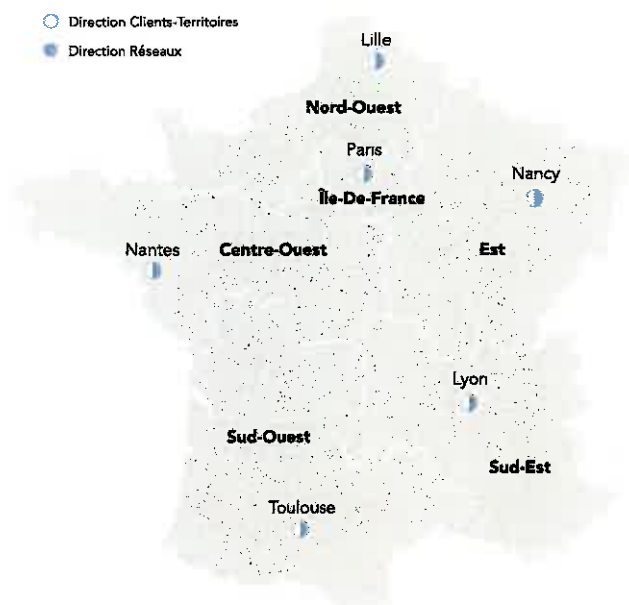 Direction Clients-Territoires
Direction Réseaux
Lille
Nord-Ouest
Paris
Île-De-France
Nancy
Nantes
Centre-Ouest
Est
Lyon
Sud-Ouest
Sud-Est
Toulouse